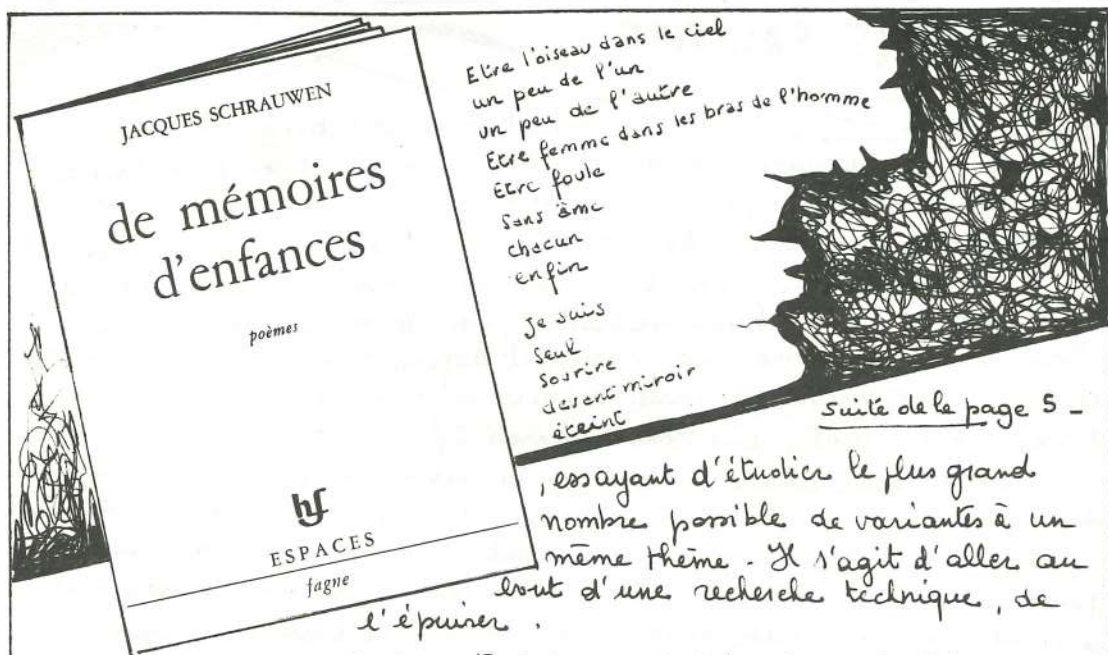 JACQUES SCHRAUWEN
de mémoires
d'enfances
poèmes
hf
ESPACES
fagne
Etre l'oiseau dans le ciel
un peu de l'un
un peu de l'autre
Etre femme dans les bras de l'homme
Etre foule
Sans âme
chacun
enfin
Je suis
Seul
Sourire
devant miroir
éteint
suite de la page 5 -
, essayant d'étudier le plus grand
nombre possible de variantes à un
même thème - Il s'agit d'aller au
bout d'une recherche technique, de
l'épuiser.